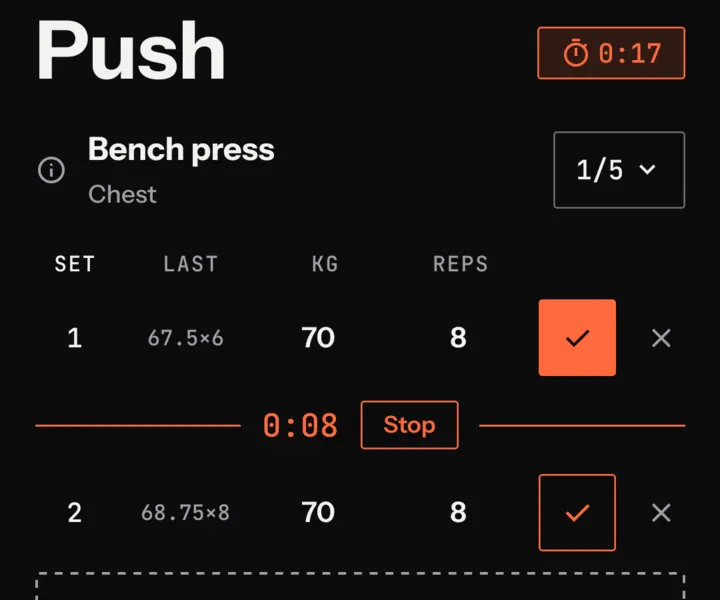 Push
0:17
Bench press
1/5
Chest
SET LAST KG REPS
1 67.5×6 70 8
0:08 Stop
2 68.75×8 70 8